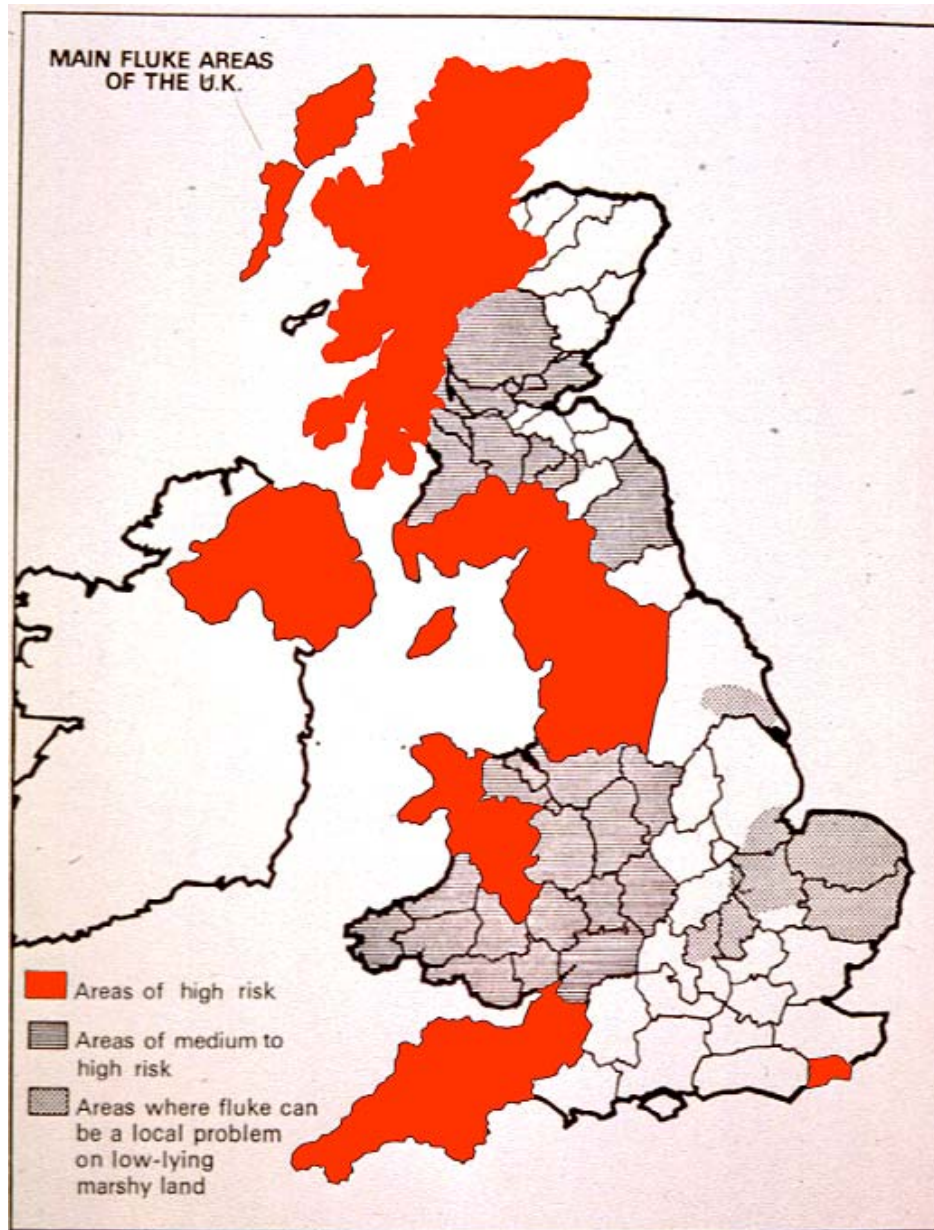 MAIN FLUKE AREAS
OF THE U.K.
Areas of high risk
Areas of medium to
high risk
Areas where fluke can
be a local problem
on low-lying
marshy land